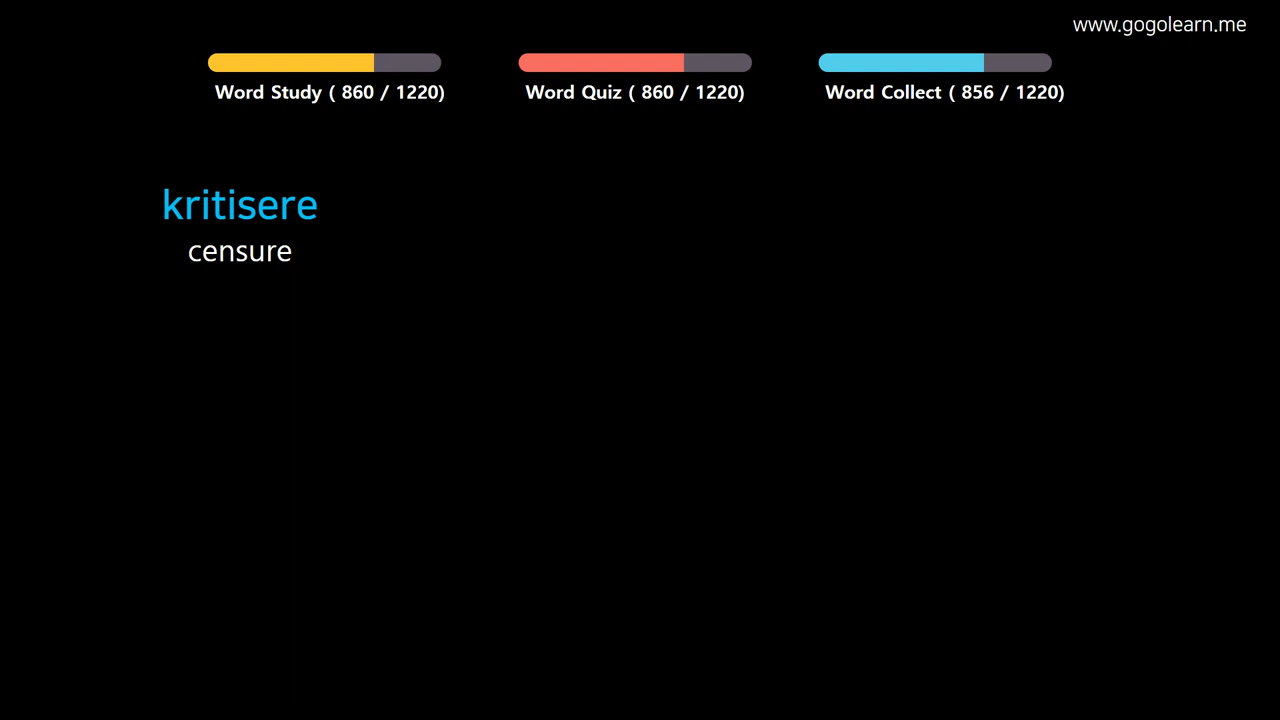 www.gogolearn.me
Word Study ( 860 / 1220)
Word Quiz ( 860 / 1220)
Word Collect ( 856 / 1220)
kritisere
censure